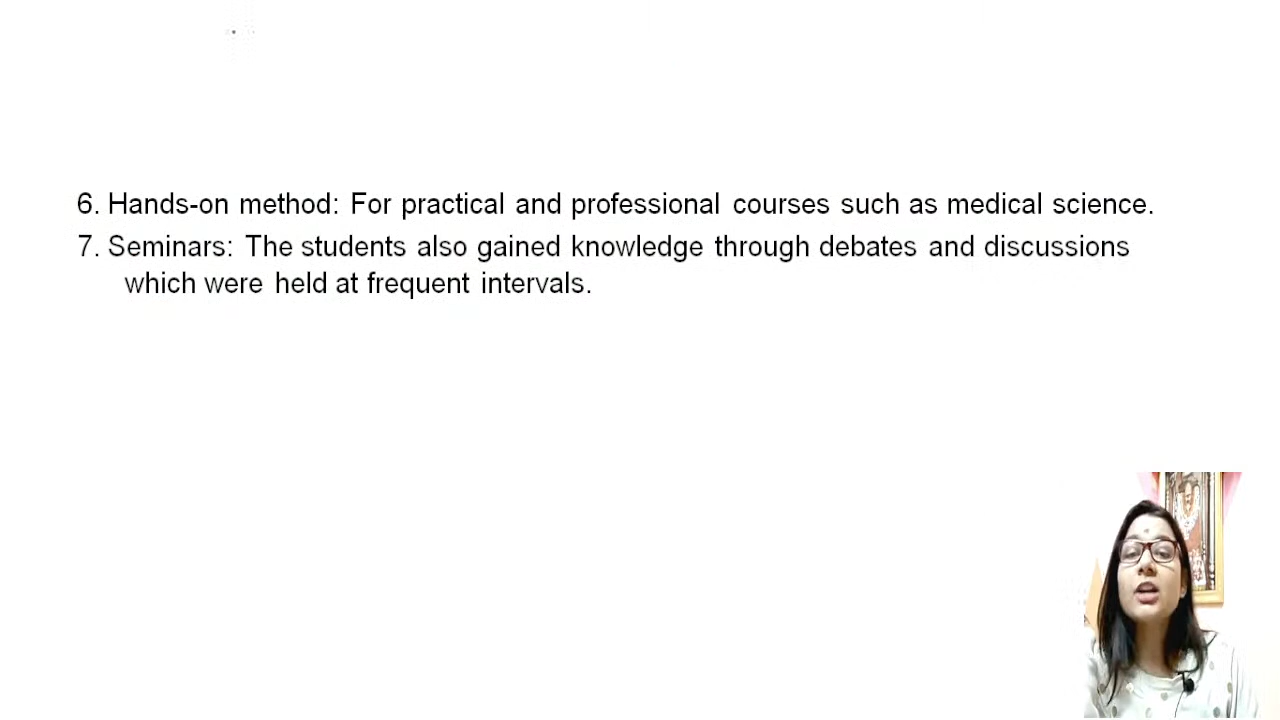 6. Hands-on method: For practical and professional courses such as medical science.
7. Seminars: The students also gained knowledge through debates and discussions
which were held at frequent intervals.